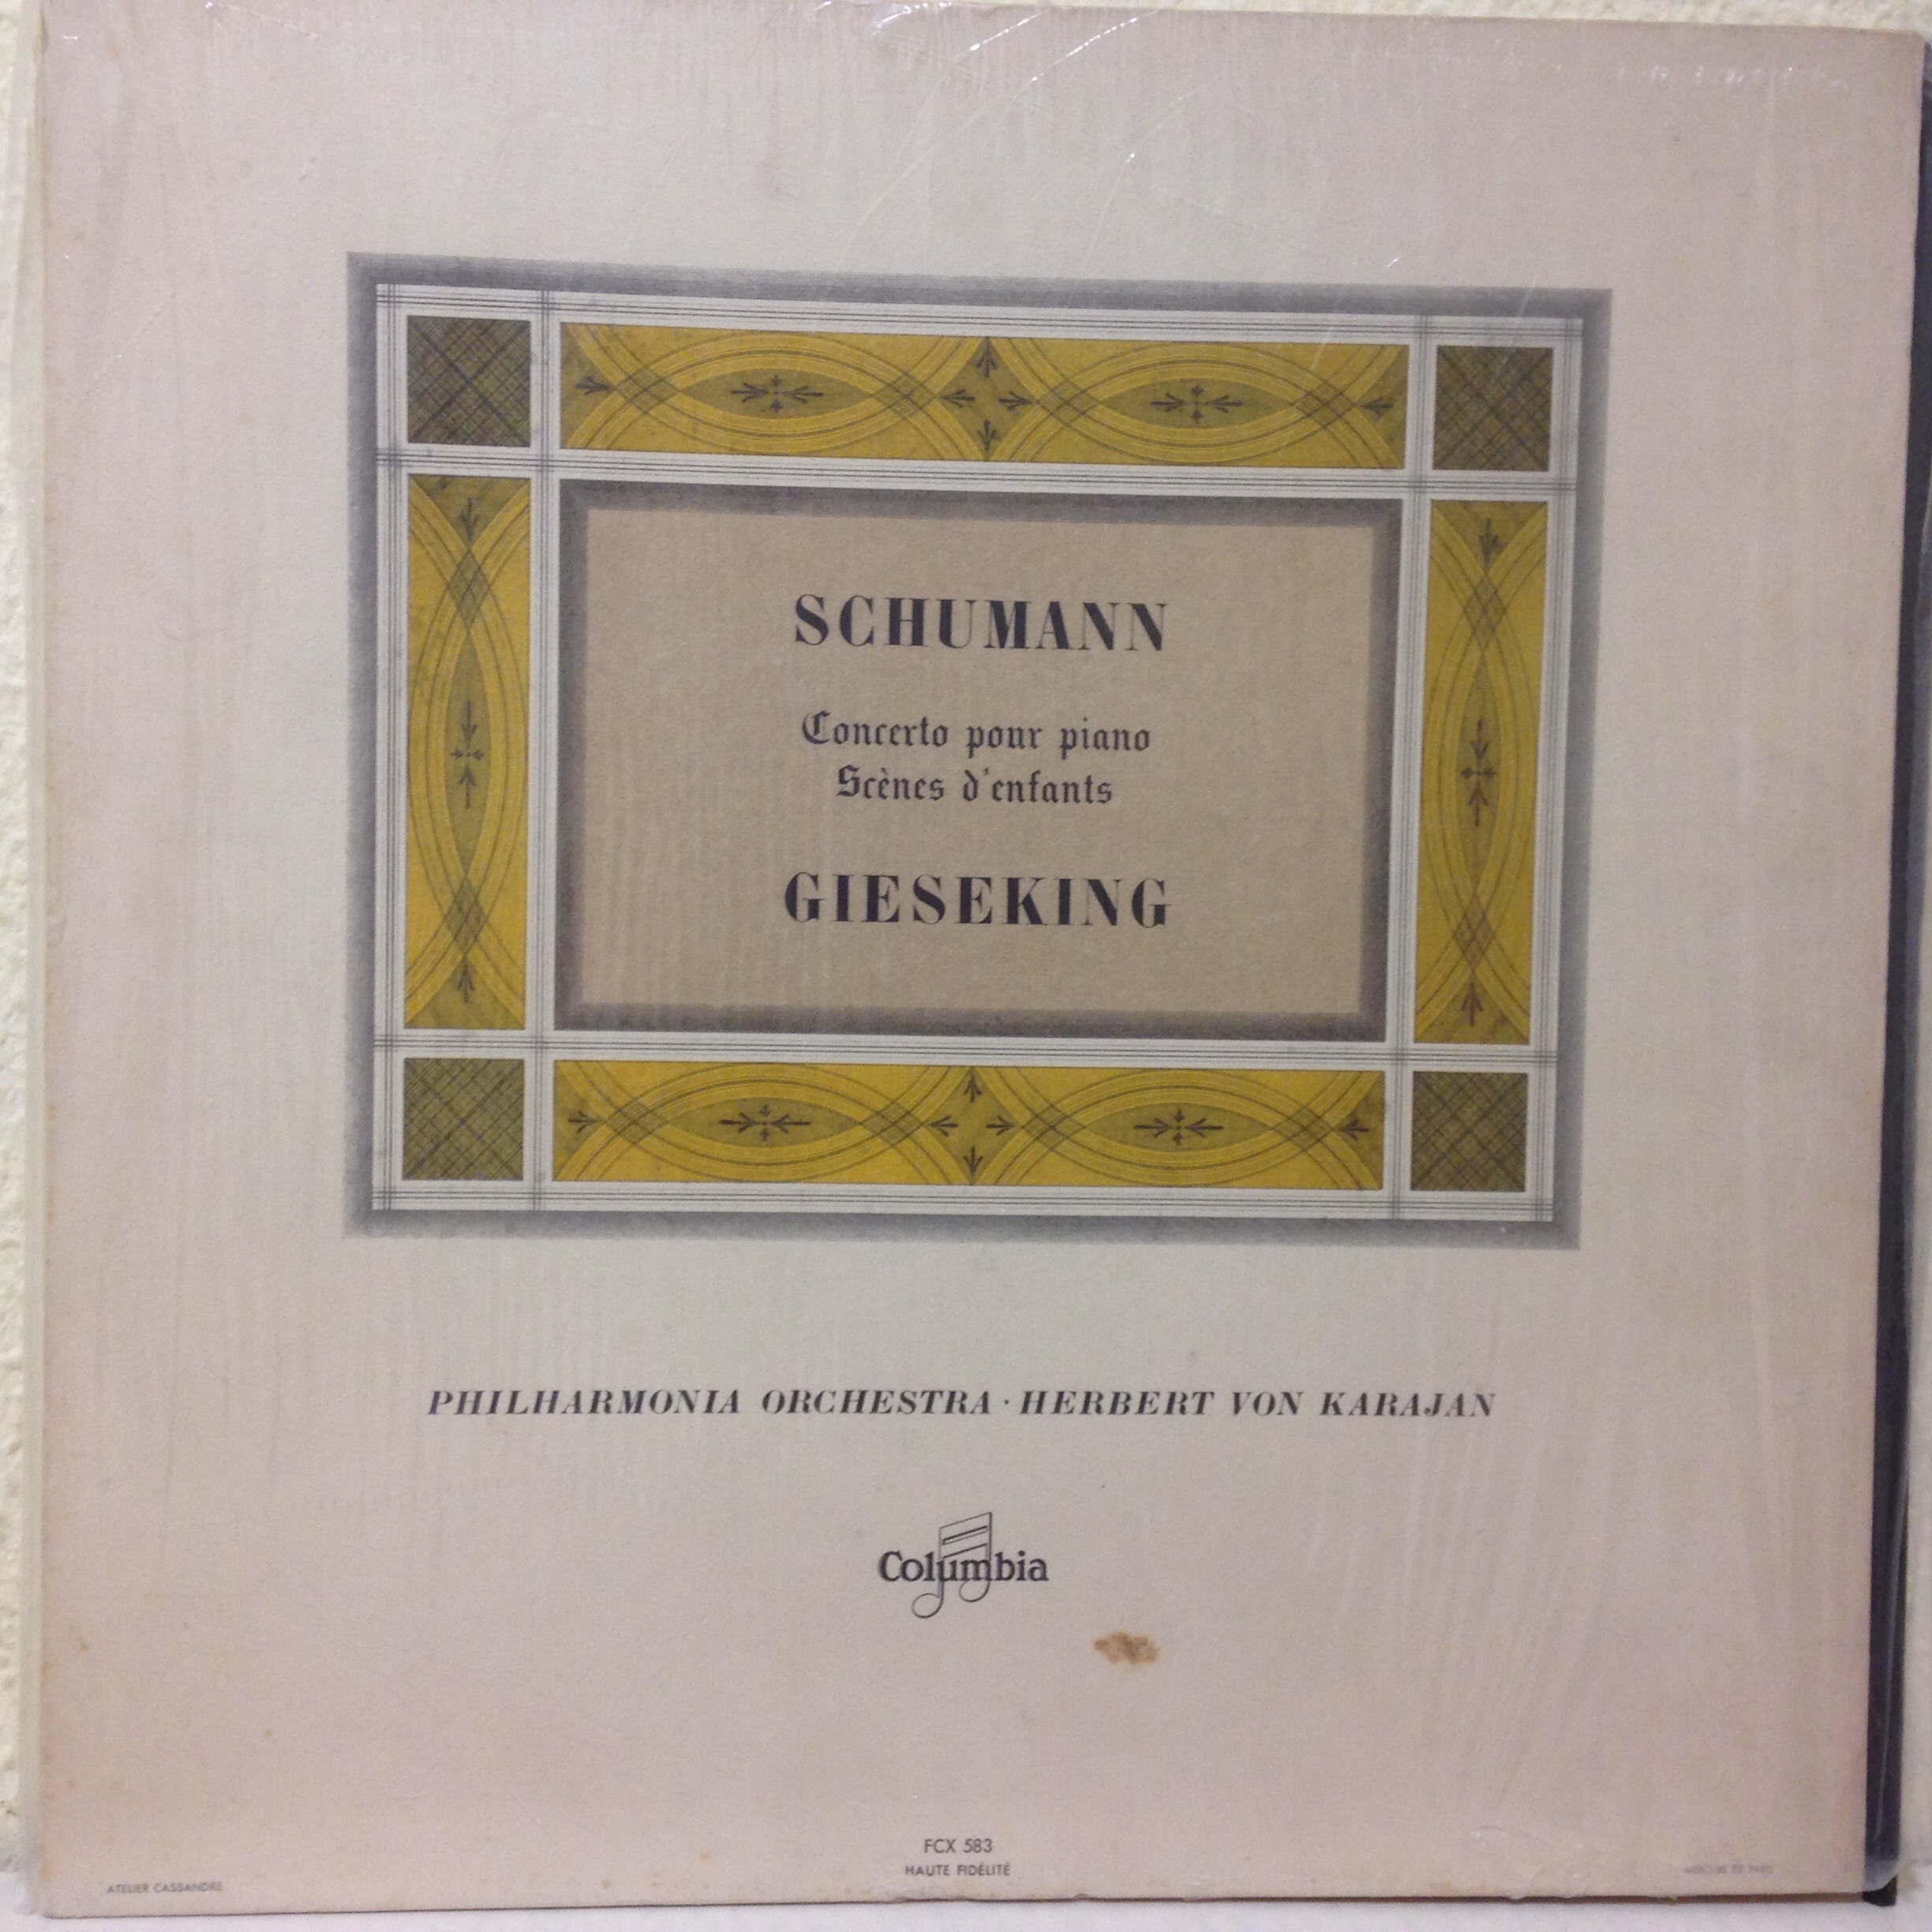 SCHUMANN
Concerto pour piano
Scènes d'enfants
GIESEKING
PHILHARMONIA ORCHESTRA · HERBERT VON KARAJAN
Columbia
FCX 583
HAUTE FIDÉLITÉ
ATELIER CASSANDRE